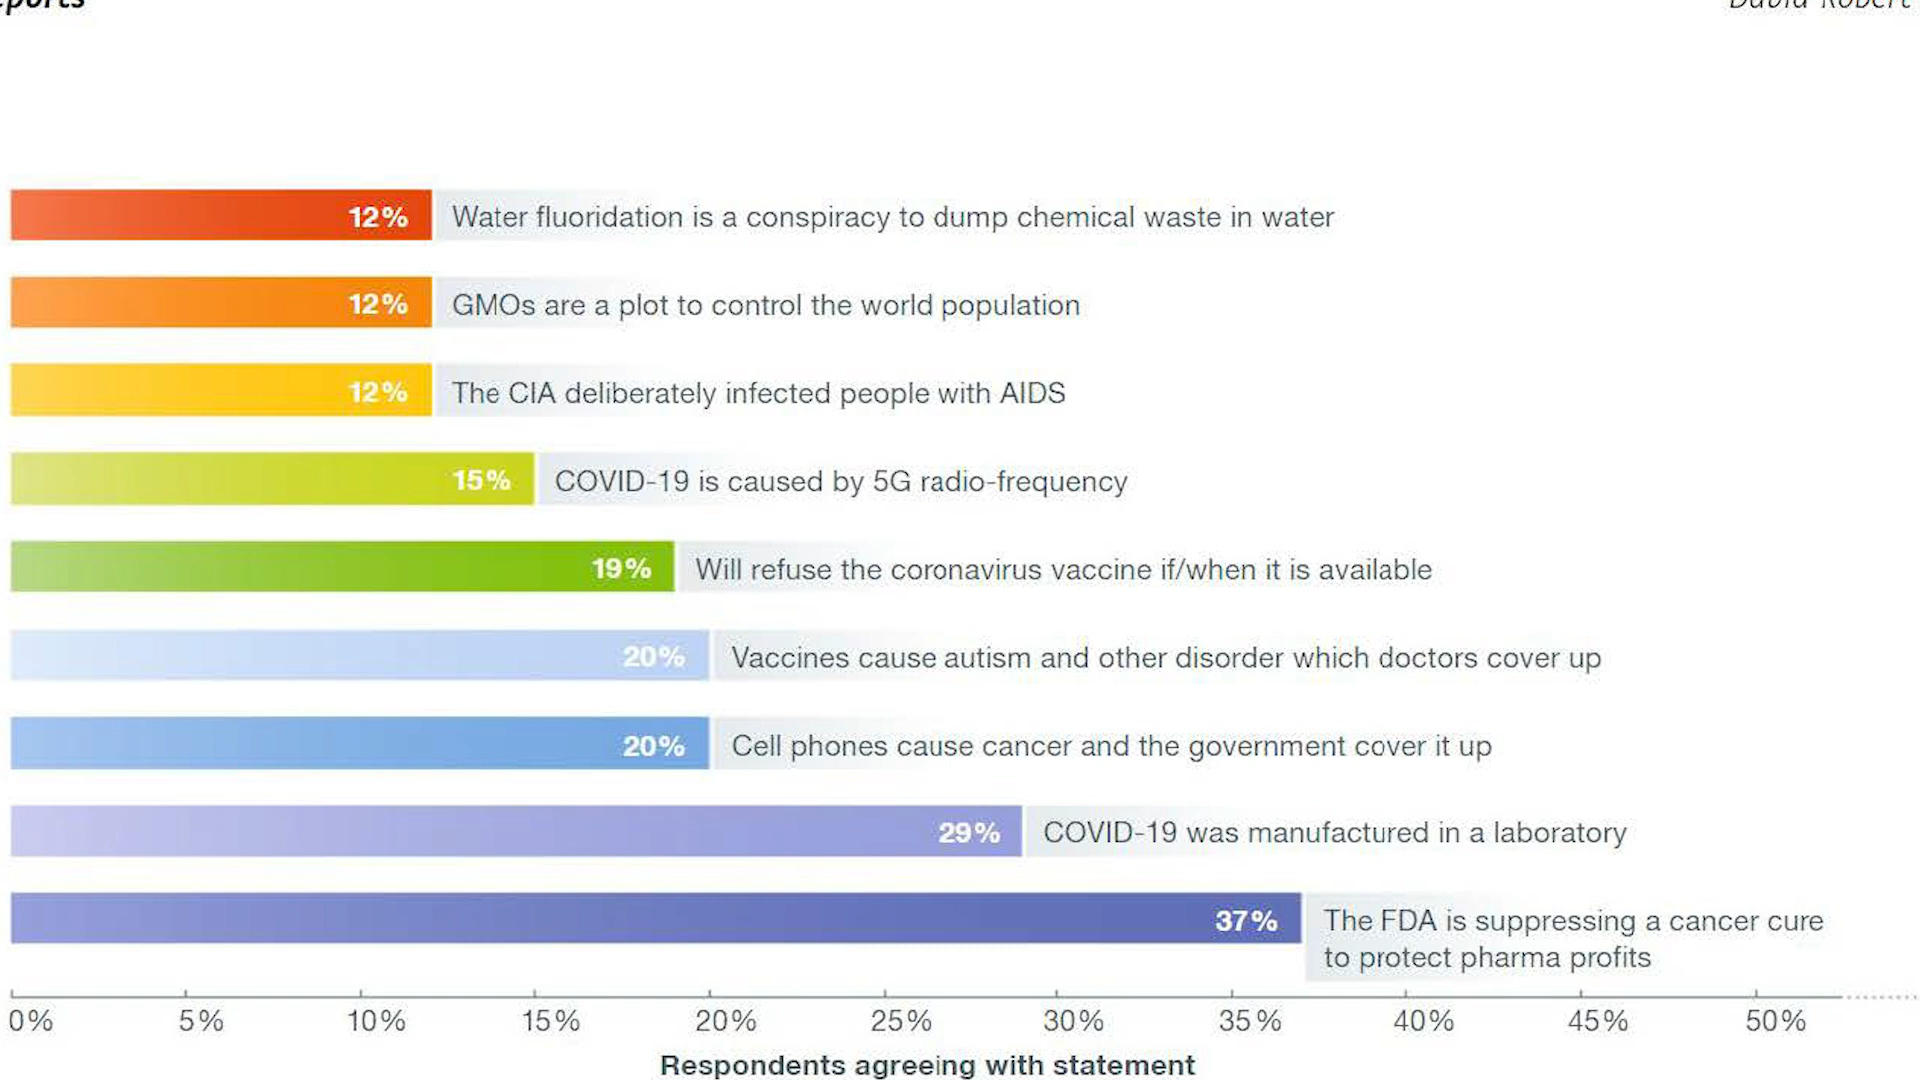 David Robert
12% Water fluoridation is a conspiracy to dump chemical waste in water
12% GMOs are a plot to control the world population
12% The CIA deliberately infected people with AIDS
15% COVID-19 is caused by 5G radio-frequency
19% Will refuse the coronavirus vaccine if/when it is available
20% Vaccines cause autism and other disorder which doctors cover up
20% Cell phones cause cancer and the government cover it up
29% COVID-19 was manufactured in a laboratory
37% The FDA is suppressing a cancer cure
to protect pharma profits
0% 5% 10% 15% 20% 25% 30% 35% 40% 45% 50%
Respondents agreeing with statement